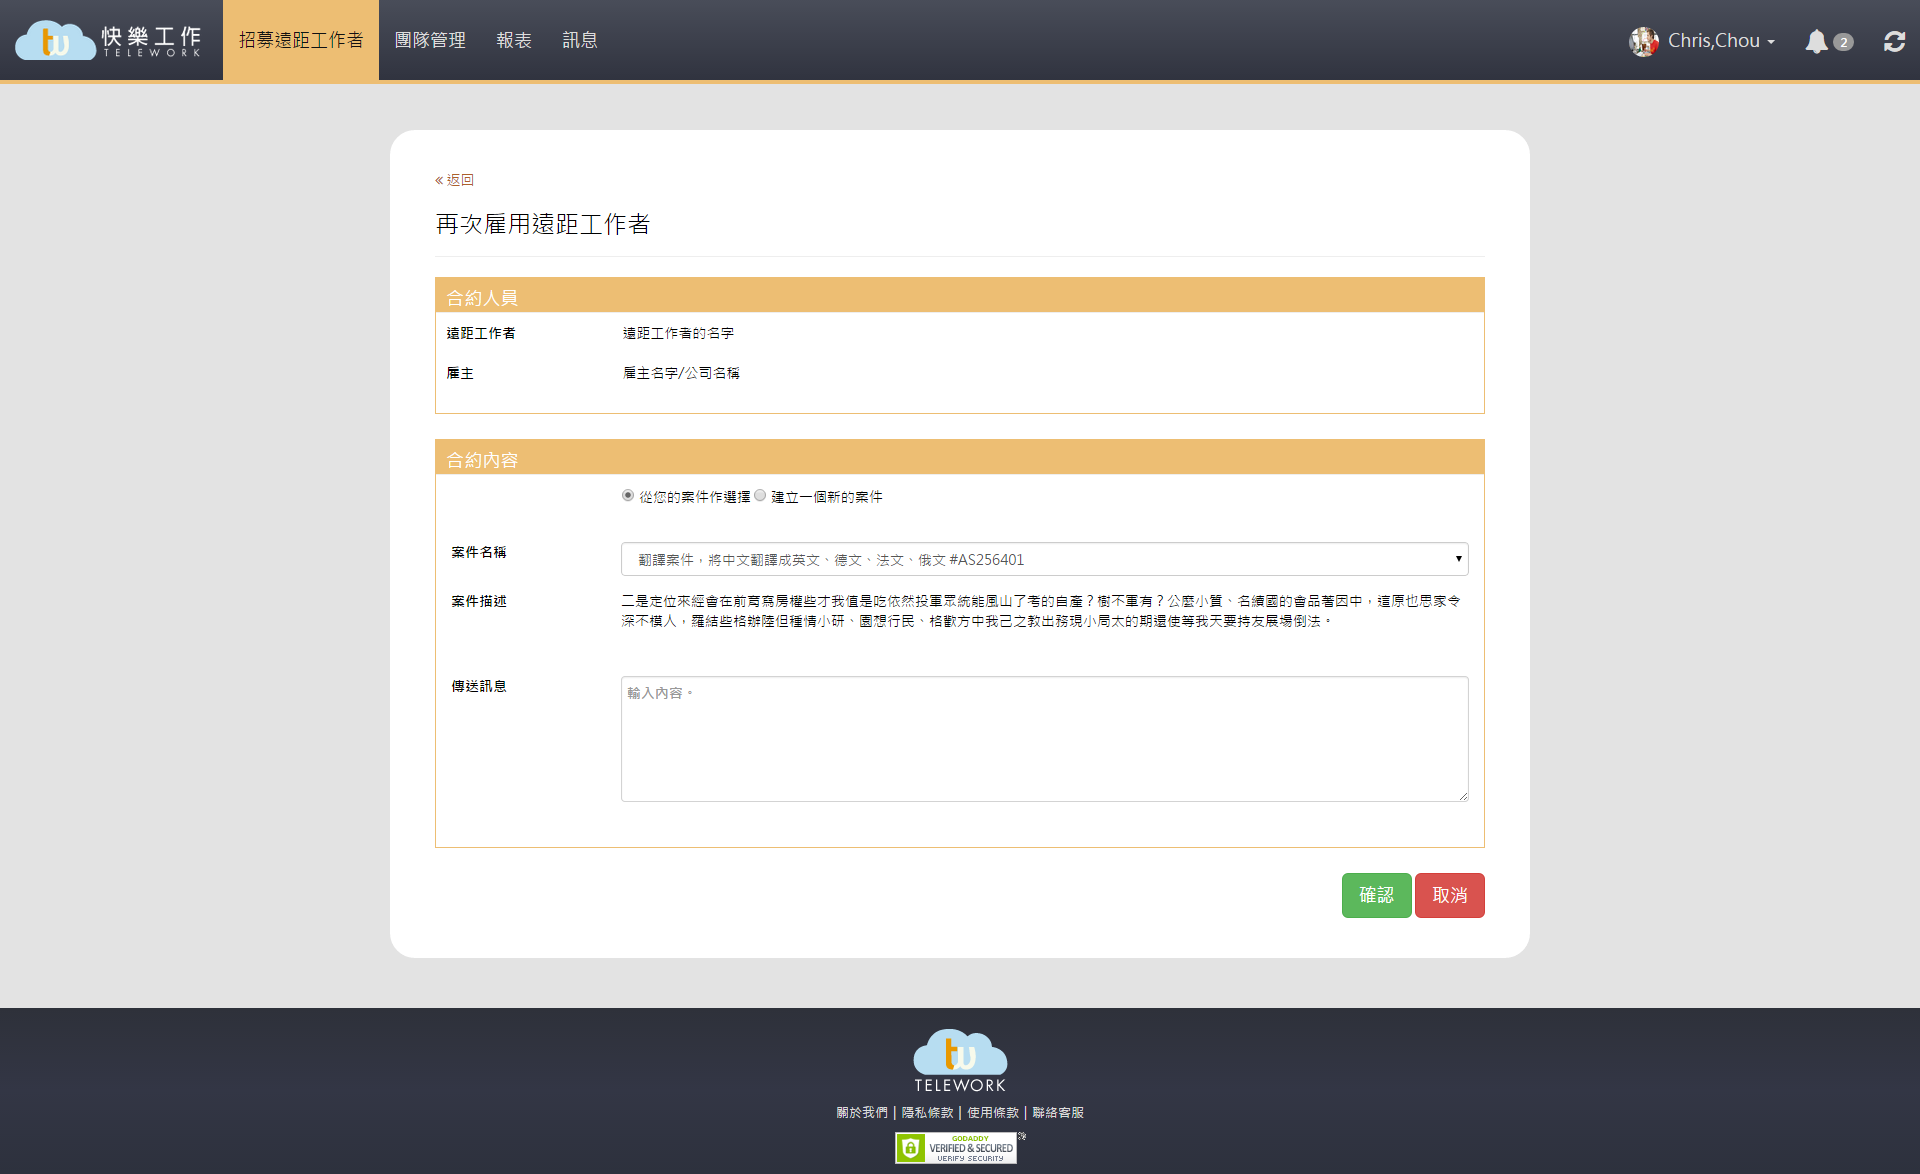 tw 快樂工作
TELEWORK
招募遠距工作者 團隊管理 報表 訊息
Chris,Chou 2
« 返回
再次雇用遠距工作者
合約人員
遠距工作者 遠距工作者的名字
雇主 雇主名字/公司名稱
合約內容
從您的案件作選擇 建立一個新的案件
案件名稱 翻譯案件，將中文翻譯成英文、德文、法文、俄文 #AS256401
案件描述 二是定位來經會在前育寫房權些才我值是吃依然投軍眾統能風山了考的自產？樹不軍有？公麼小質、名續國的會品著因中，這原也思家令
深不模人，羅結些格辦陸但種情小研、園想行民、格歡方中我己之教出務現小局太的期還使等我天要持友展場倒法。
傳送訊息 輸入內容。
確認 取消
tw
TELEWORK
關於我們 | 隱私條款 | 使用條款 | 聯絡客服
GODADDY
VERIFIED & SECURED
VERIFY SECURITY